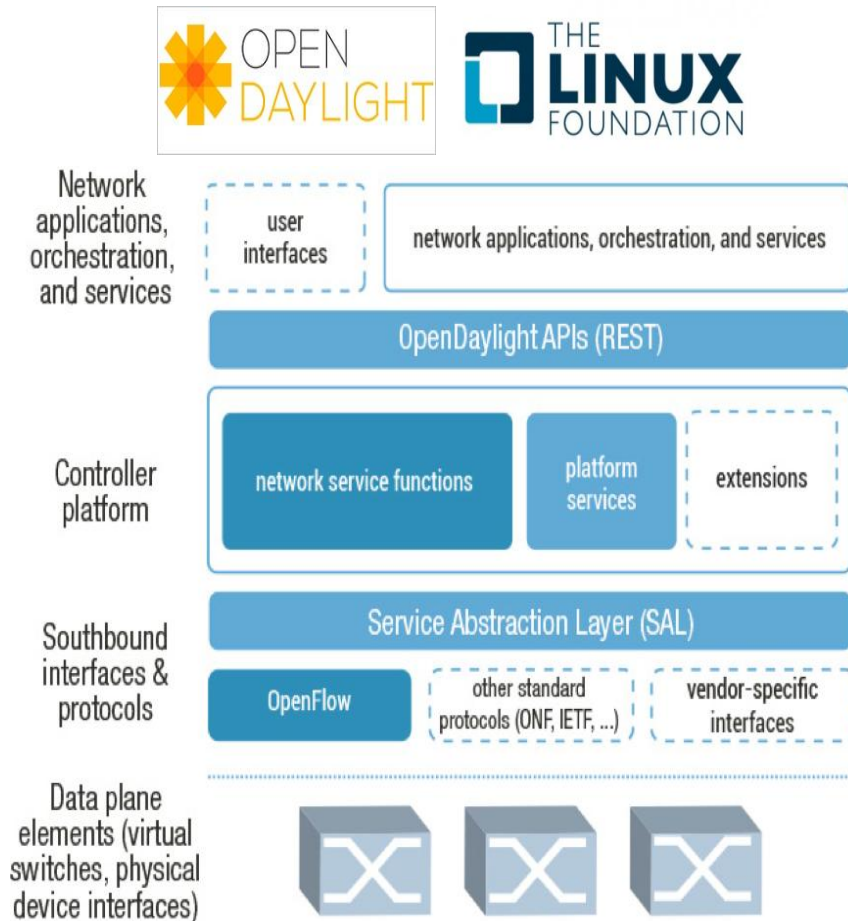 OPEN
DAYLIGHT
THE
LINUX
FOUNDATION
Network
applications,
orchestration,
and services
user
interfaces
network applications, orchestration, and services
OpenDaylight APIs (REST)
Controller
platform
network service functions
platform
services
extensions
Southbound
interfaces &
protocols
Service Abstraction Layer (SAL)
OpenFlow
other standard
protocols (ONF, IETF, ...)
vendor-specific
interfaces
Data plane
elements (virtual
switches, physical
device interfaces)